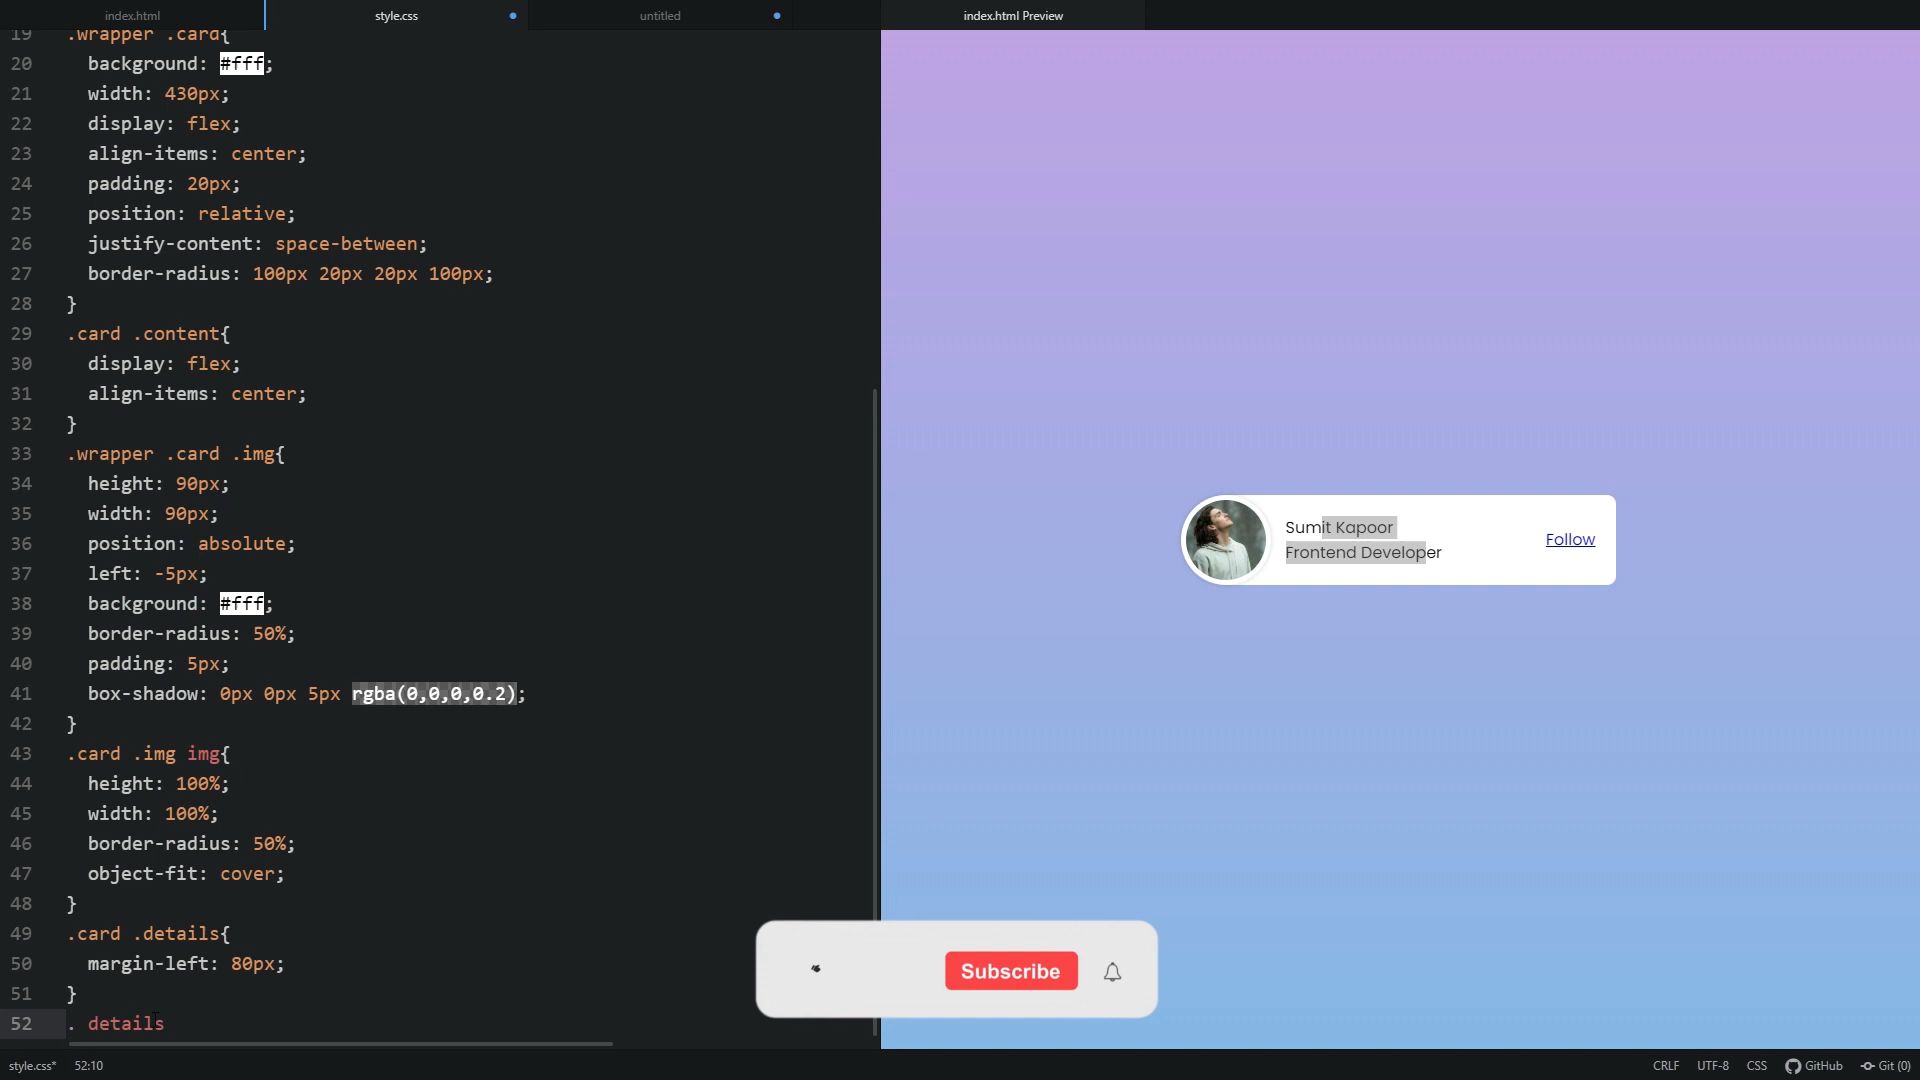 index.html
style.css
untitled
index.html Preview
19 .wrapper .card{
20 background: #fff;
21 width: 430px;
22 display: flex;
23 align-items: center;
24 padding: 20px;
25 position: relative;
26 justify-content: space-between;
27 border-radius: 100px 20px 20px 100px;
28 }
29 .card .content{
30 display: flex;
31 align-items: center;
32 }
33 .wrapper .card .img{
34 height: 90px;
35 width: 90px;
36 position: absolute;
37 left: -5px;
38 background: #fff;
39 border-radius: 50%;
40 padding: 5px;
41 box-shadow: 0px 0px 5px rgba(0,0,0,0.2);
42 }
43 .card .img img{
44 height: 100%;
45 width: 100%;
46 border-radius: 50%;
47 object-fit: cover;
48 }
49 .card .details{
50 margin-left: 80px;
51 }
52 . details
Sumit Kapoor
Frontend Developer
Follow
Subscribe
style.css* 52:10
CRLF UTF-8 CSS GitHub Git (0)